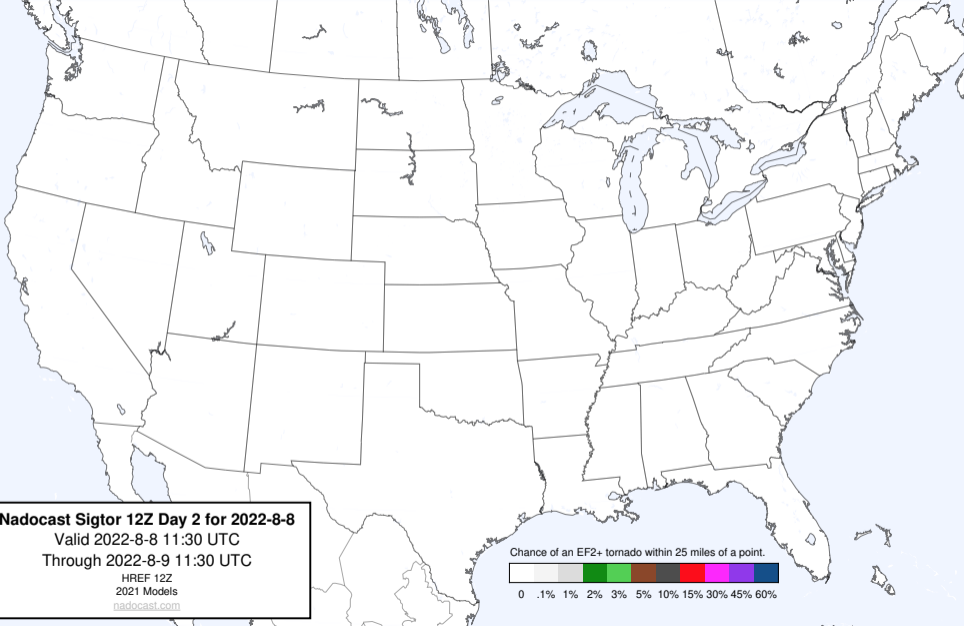 Nadocast Sigtor 12Z Day 2 for 2022-8-8
Valid 2022-8-8 11:30 UTC
Through 2022-8-9 11:30 UTC
HREF 12Z
2021 Models
nadocast.com
Chance of an EF2+ tornado within 25 miles of a point.
0 .1% 1% 2% 3% 5% 10% 15% 30% 45% 60%